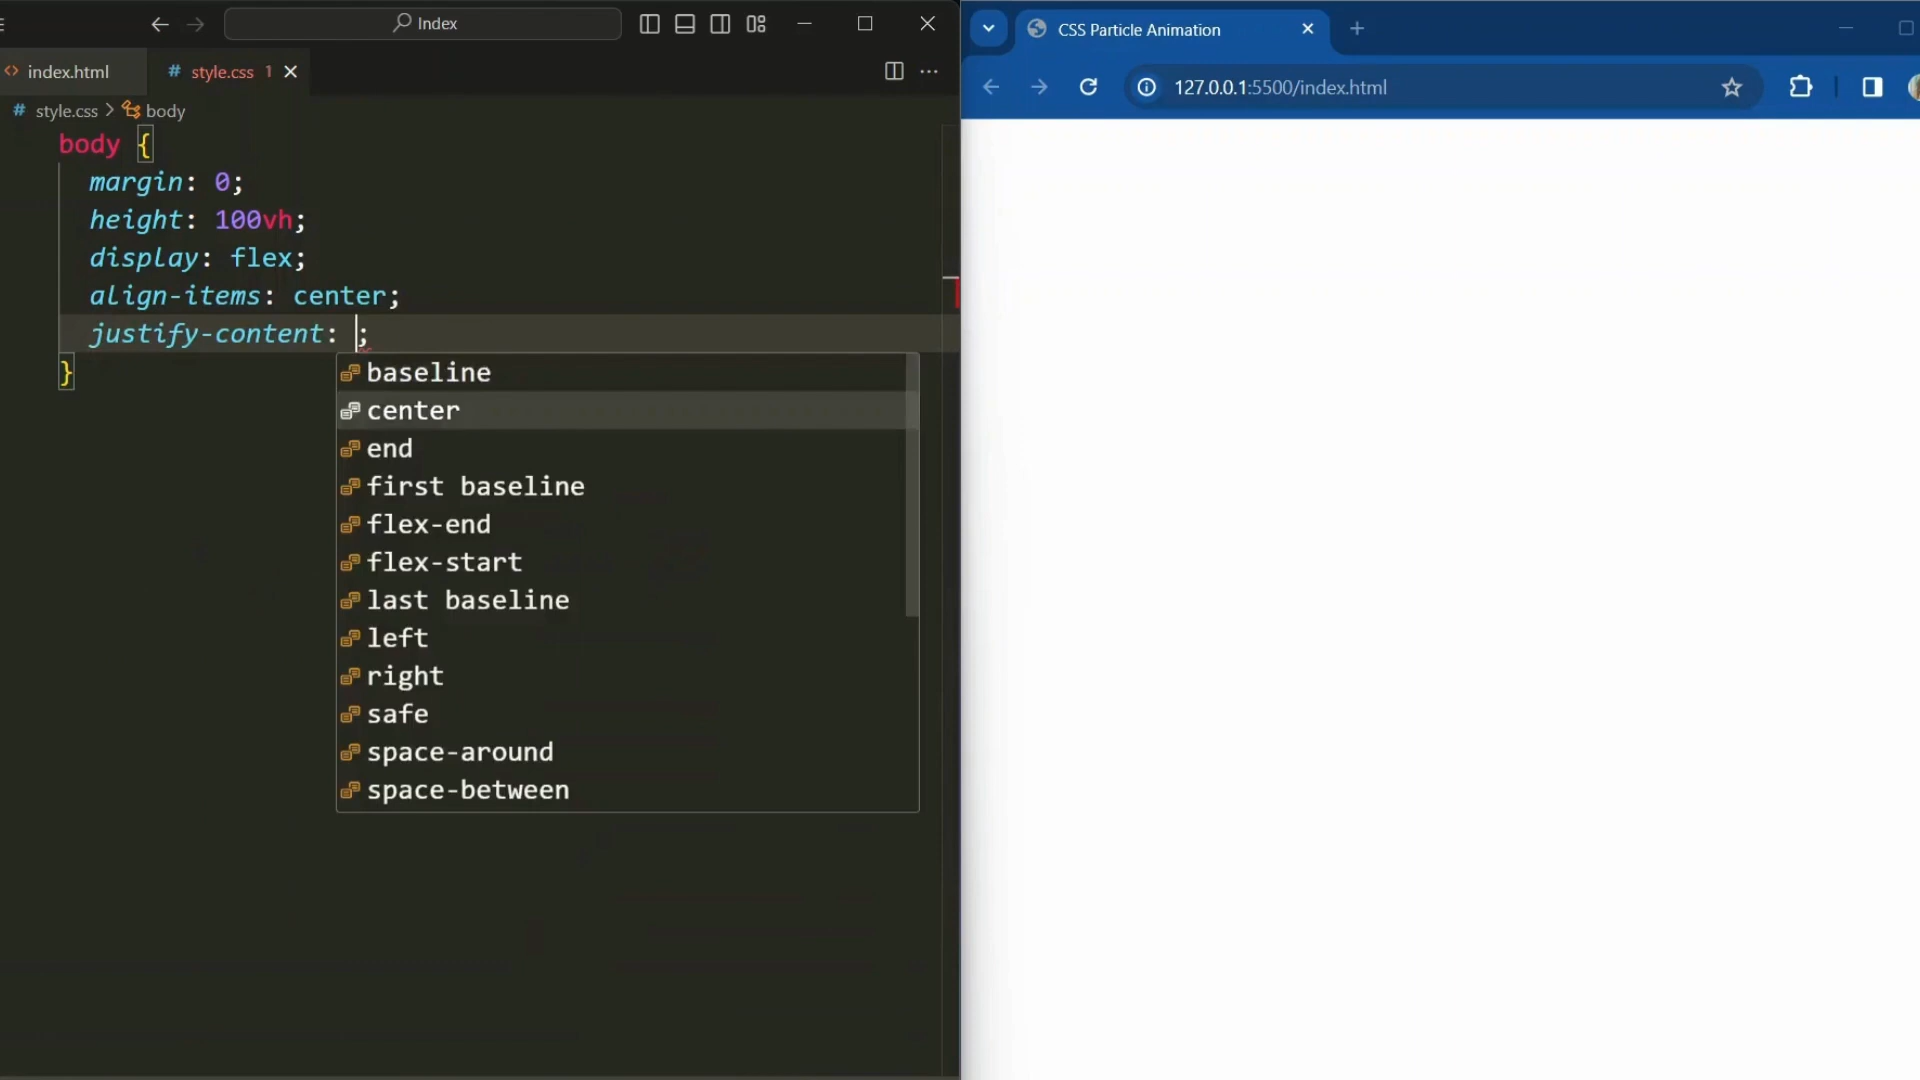 Index
index.html
# style.css 1
# style.css > body
body {
margin: 0;
height: 100vh;
display: flex;
align-items: center;
justify-content: ;
}
baseline
center
end
first baseline
flex-end
flex-start
last baseline
left
right
safe
space-around
space-between
CSS Particle Animation
127.0.0.1:5500/index.html